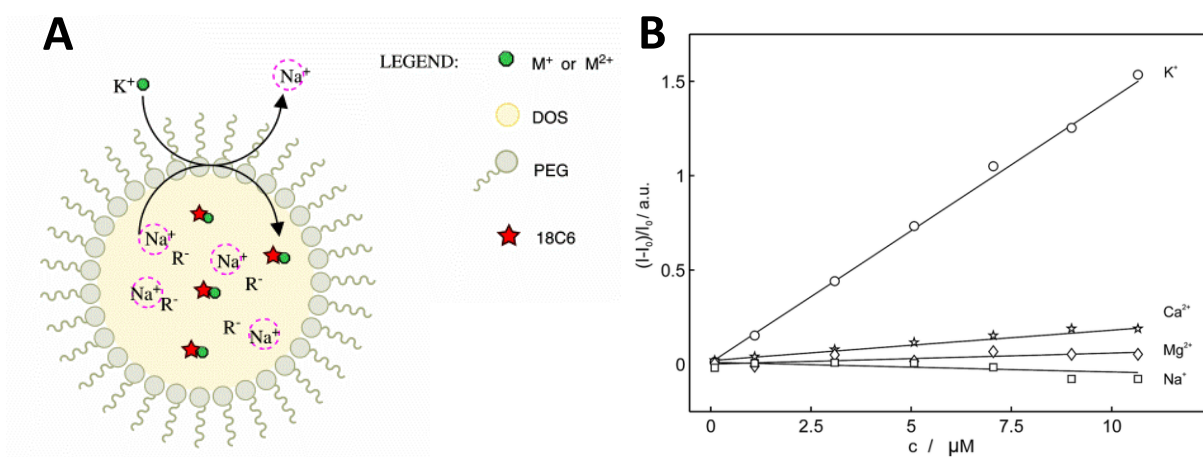 A
LEGEND:
M⁺ or M²⁺
K⁺
Na⁺
DOS
PEG
18C6
Na⁺
R⁻
Na⁺
R⁻
Na⁺
R⁻
R⁻
Na⁺
B
(I-I₀)/I₀/ a.u.
1.5
1
0.5
0
0
2.5
5
7.5
10
c / µM
K⁺
Ca²⁺
Mg²⁺
Na⁺